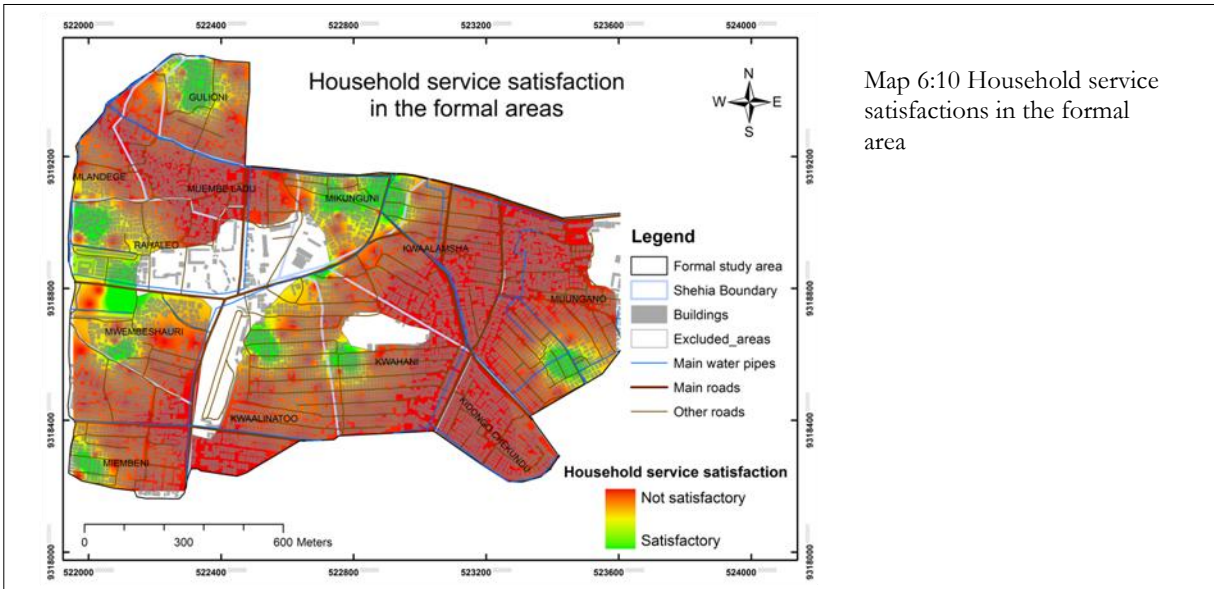 522000 522400 522800 523200 523600 524000
Household service satisfaction
in the formal areas
N
W E
S
Map 6:10 Household service
satisfactions in the formal
area
9319200 9319200
9318800 9318800
9318400 9318400
9318000 9318000
GULIONI
MLANDEGE
MUEMBE LADU
MIKUNGUNI
RAHALEO
KWAALAMSHA
MUUNGANO
MWEMBESHAURI
KWAHANI
KWAALINATOO
KIDONGO CHEKUNDU
MIEMBENI
Legend
Formal study area
Shehia Boundary
Buildings
Excluded_areas
Main water pipes
Main roads
Other roads
Household service satisfaction
Not satisfactory
Satisfactory
0 300 600 Meters
522000 522400 522800 523200 523600 524000